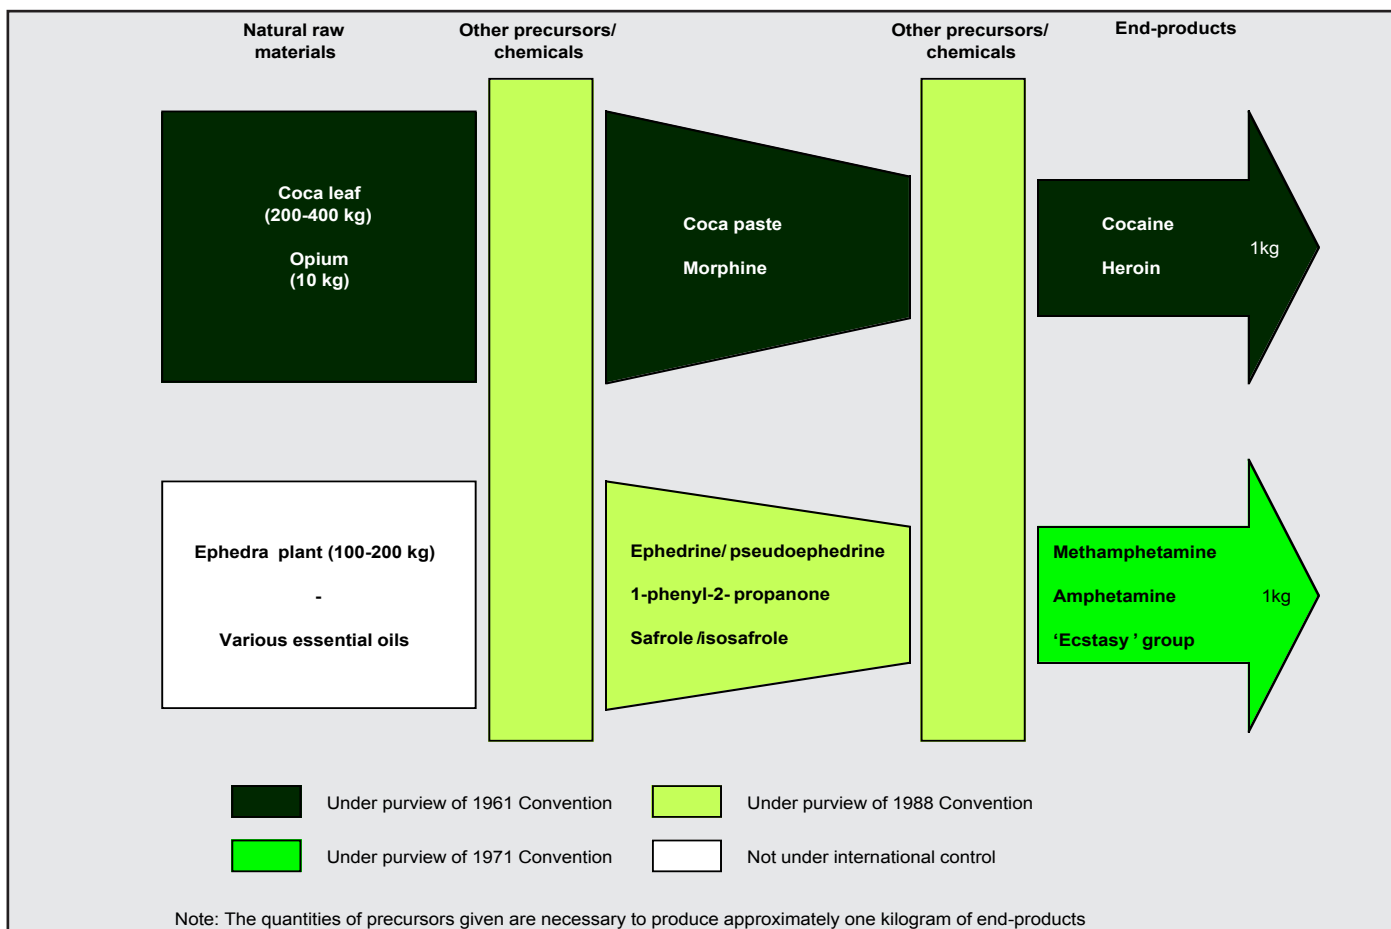 Natural raw
materials
Other precursors/
chemicals
Other precursors/
chemicals
End-products
Coca leaf
(200-400 kg)
Opium
(10 kg)
Coca paste
Morphine
Cocaine
Heroin
1kg
Ephedra plant (100-200 kg)
-
Various essential oils
Ephedrine/ pseudoephedrine
1-phenyl-2- propanone
Safrole /isosafrole
Methamphetamine
Amphetamine
‘Ecstasy ’ group
1kg
Under purview of 1961 Convention
Under purview of 1988 Convention
Under purview of 1971 Convention
Not under international control
Note: The quantities of precursors given are necessary to produce approximately one kilogram of end-products